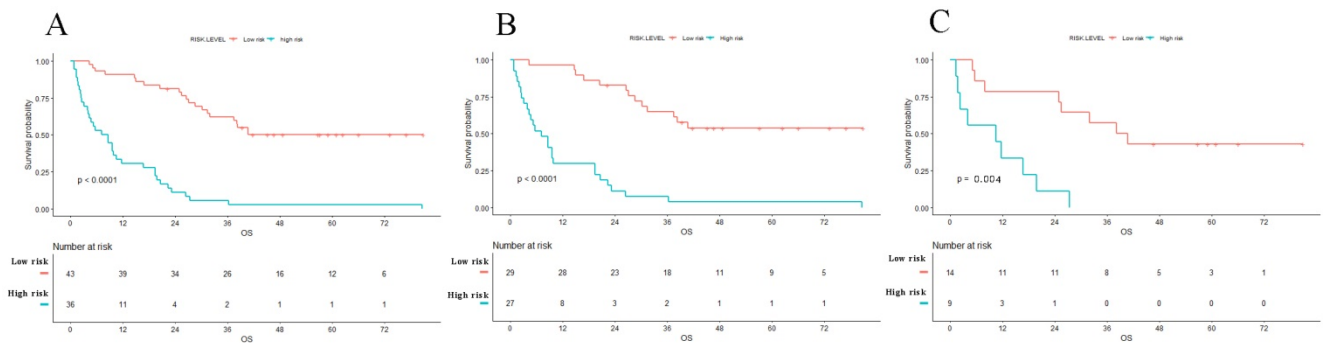 A
RISK.LEVEL Low risk high risk
1.00
0.75
0.50
0.25
0.00
Survival probability
p < 0.0001
0 12 24 36 48 60 72
OS
Number at risk
Low risk 43 39 34 26 16 12 6
High risk 36 11 4 2 1 1 1
0 12 24 36 48 60 72
OS
B
RISK.LEVEL Low risk High risk
1.00
0.75
0.50
0.25
0.00
Survival probability
p < 0.0001
0 12 24 36 48 60 72
OS
Number at risk
Low risk 29 28 23 18 11 9 5
High risk 27 8 3 2 1 1 1
0 12 24 36 48 60 72
OS
C
RISK.LEVEL Low risk High risk
1.00
0.75
0.50
0.25
0.00
Survival probability
p = 0.004
0 12 24 36 48 60 72
OS
Number at risk
Low risk 14 11 11 8 5 3 1
High risk 9 3 1 0 0 0 0
0 12 24 36 48 60 72
OS